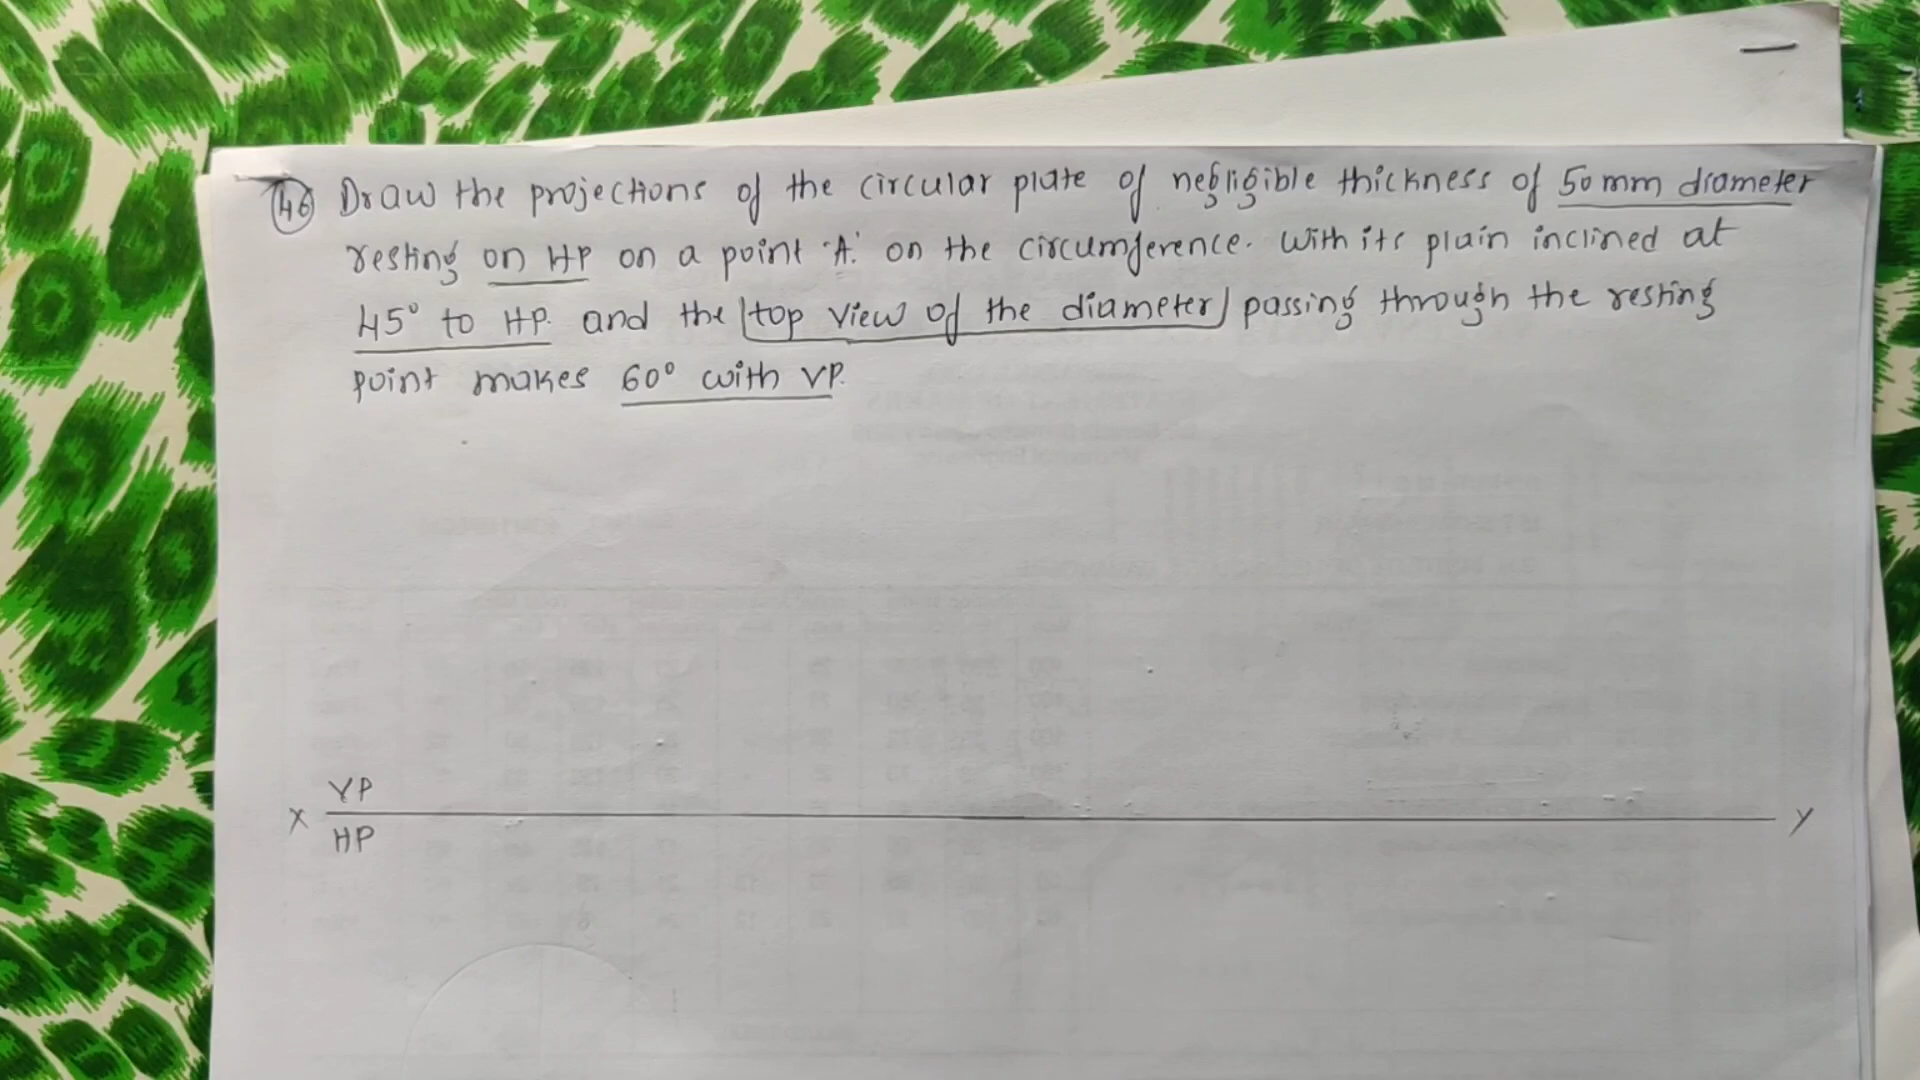 46 Draw the projections of the circular plate of negligible thickness of 50 mm diameter
resting on HP on a point 'A' on the circumference. With its plain inclined at
45° to HP. and the top view of the diameter passing through the resting
point makes 60° with VP.
VP
X Y
HP